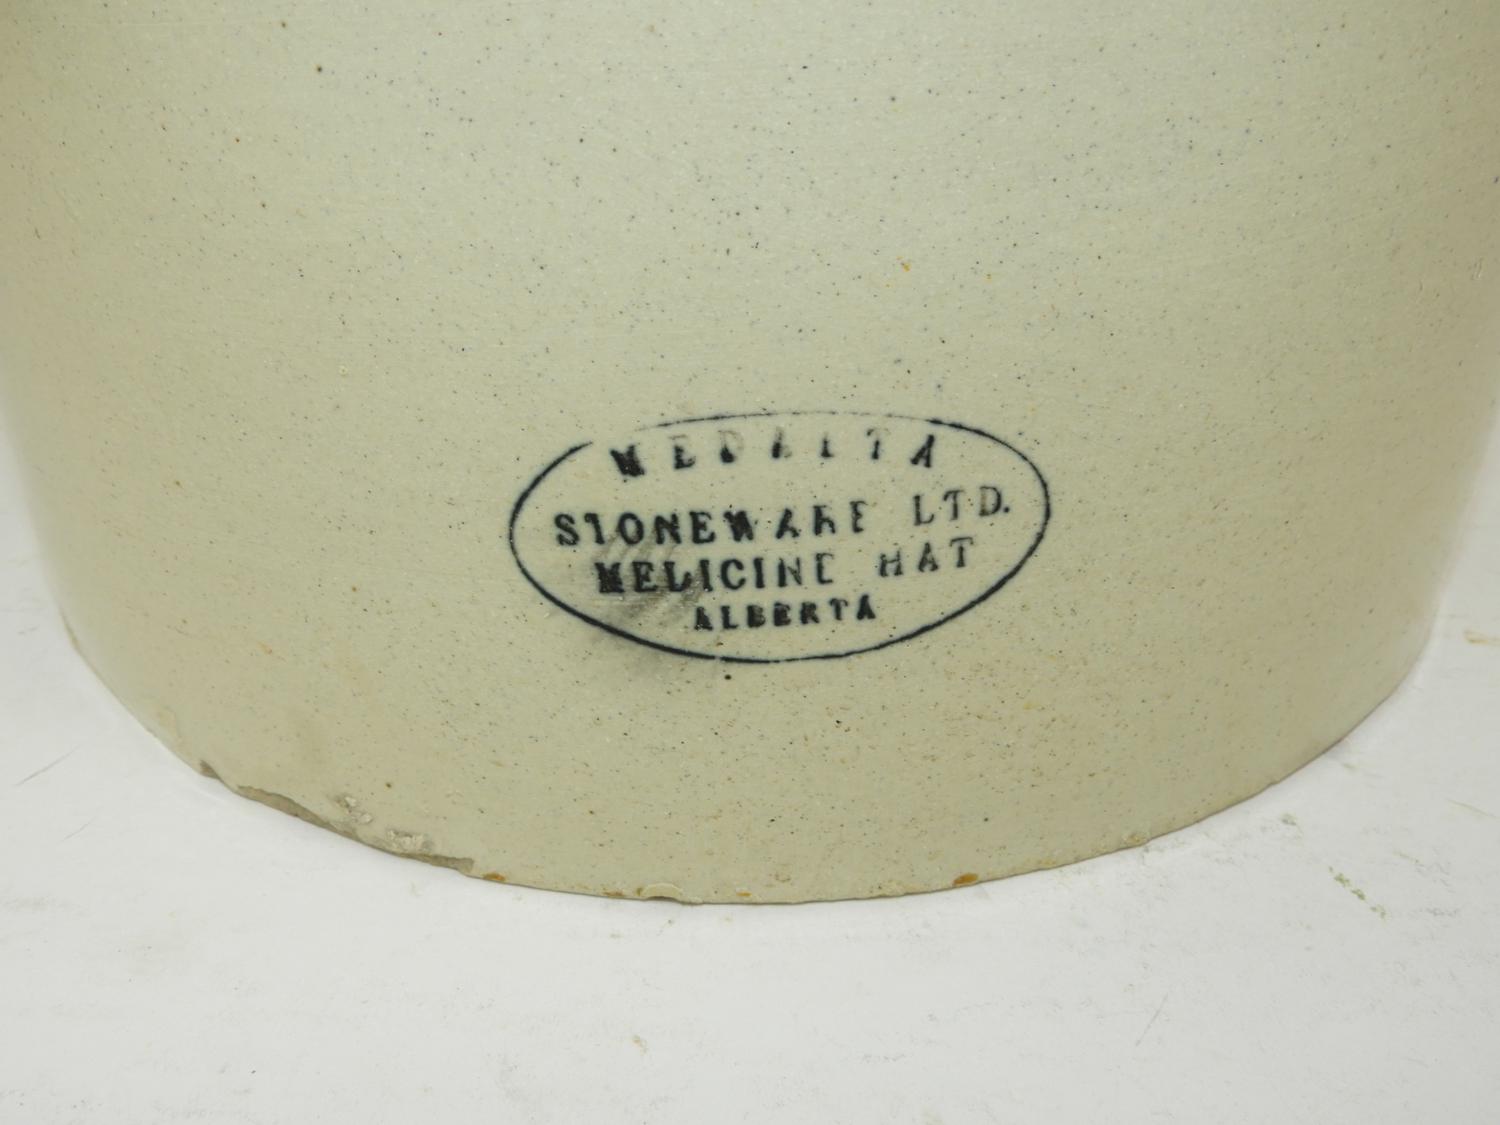 MEDALTA
STONEWARE LTD.
MEDICINE HAT
ALBERTA